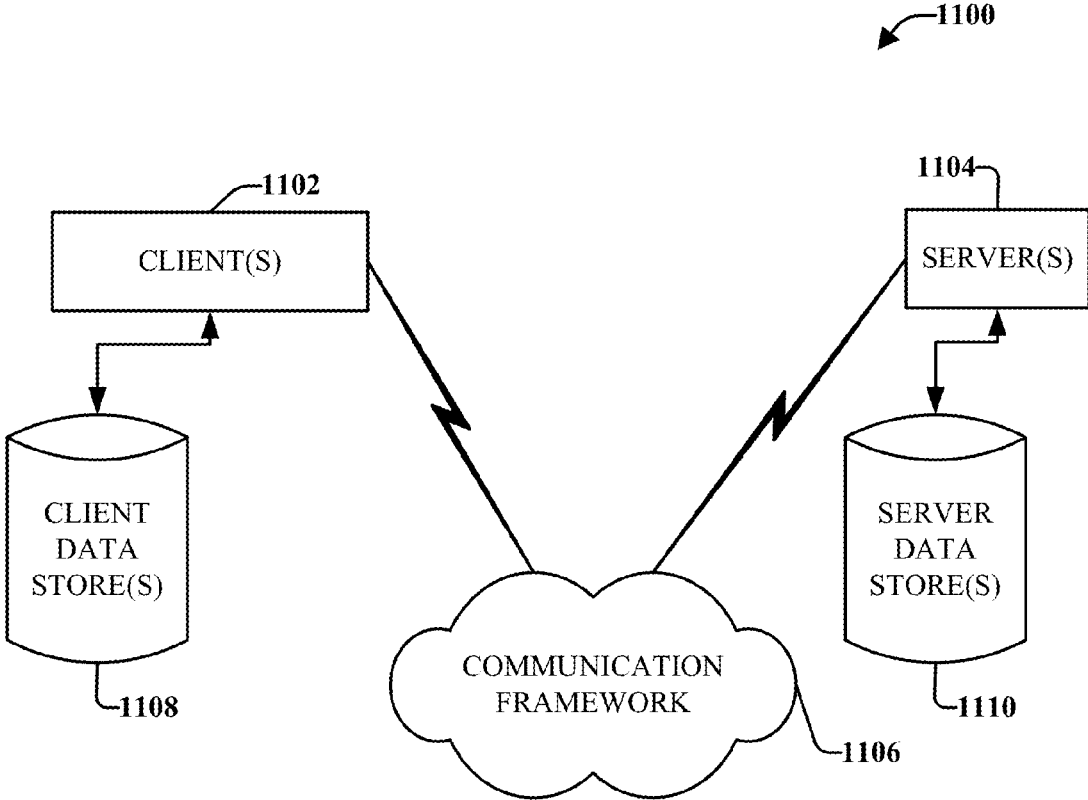 1100
1102
1104
CLIENT(S)
SERVER(S)
CLIENT
DATA
STORE(S)
SERVER
DATA
STORE(S)
COMMUNICATION
FRAMEWORK
1108
1110
1106